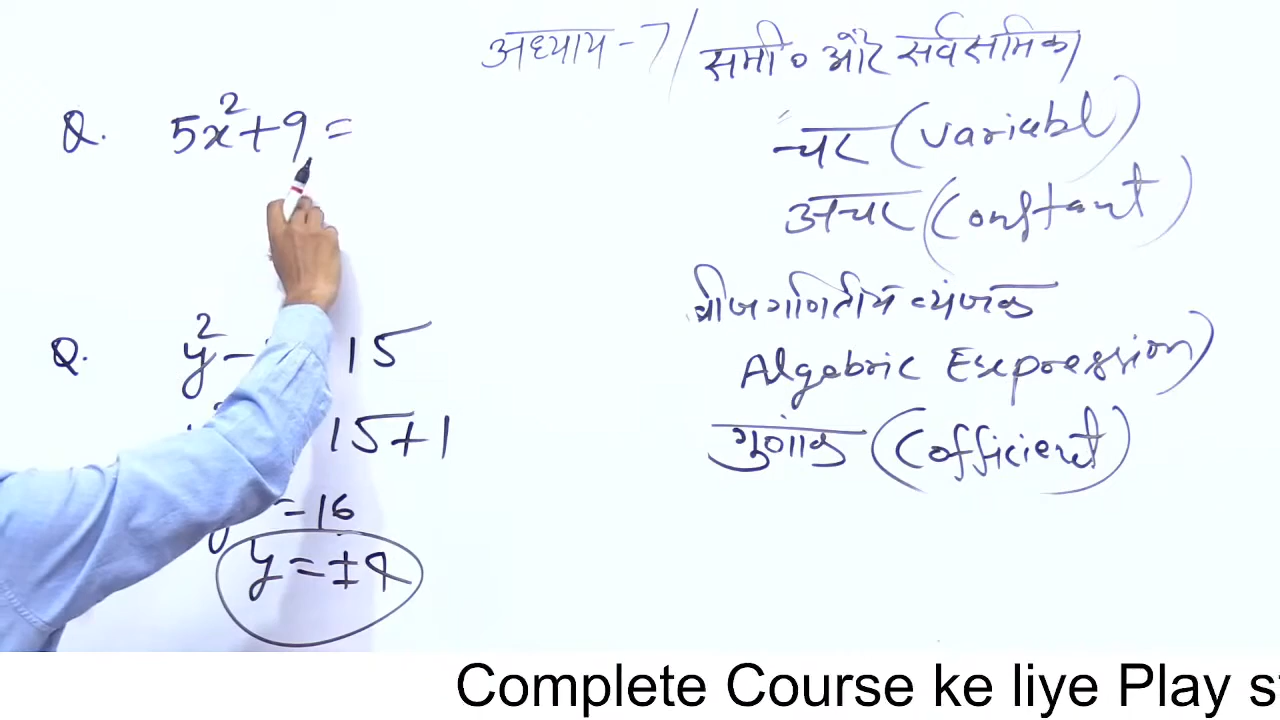 अध्याय - 7 / समी० और सर्वसमिका
चर (variabl)
अचर (Constant)
बीजगणितीय व्यंजक
Algebric Expression)
गुणांक (Cofficient)
Q. 5x²+9=
Q. y² - 15
15+1
=16
y=±4
Complete Course ke liye Play